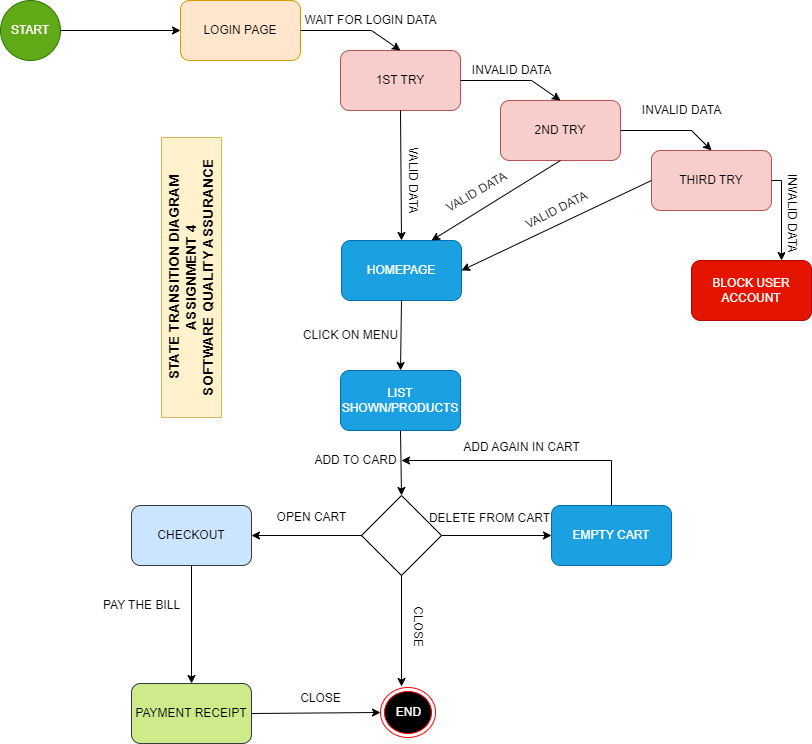 START
LOGIN PAGE
WAIT FOR LOGIN DATA
1ST TRY
INVALID DATA
2ND TRY
INVALID DATA
THIRD TRY
INVALID DATA
VALID DATA
VALID DATA
VALID DATA
HOMEPAGE
BLOCK USER
ACCOUNT
STATE TRANSITION DIAGRAM
ASSIGNMENT 4
SOFTWARE QUALITY ASSURANCE
CLICK ON MENU
LIST
SHOWN/PRODUCTS
ADD TO CARD
ADD AGAIN IN CART
OPEN CART
DELETE FROM CART
CHECKOUT
EMPTY CART
PAY THE BILL
CLOSE
PAYMENT RECEIPT
CLOSE
END